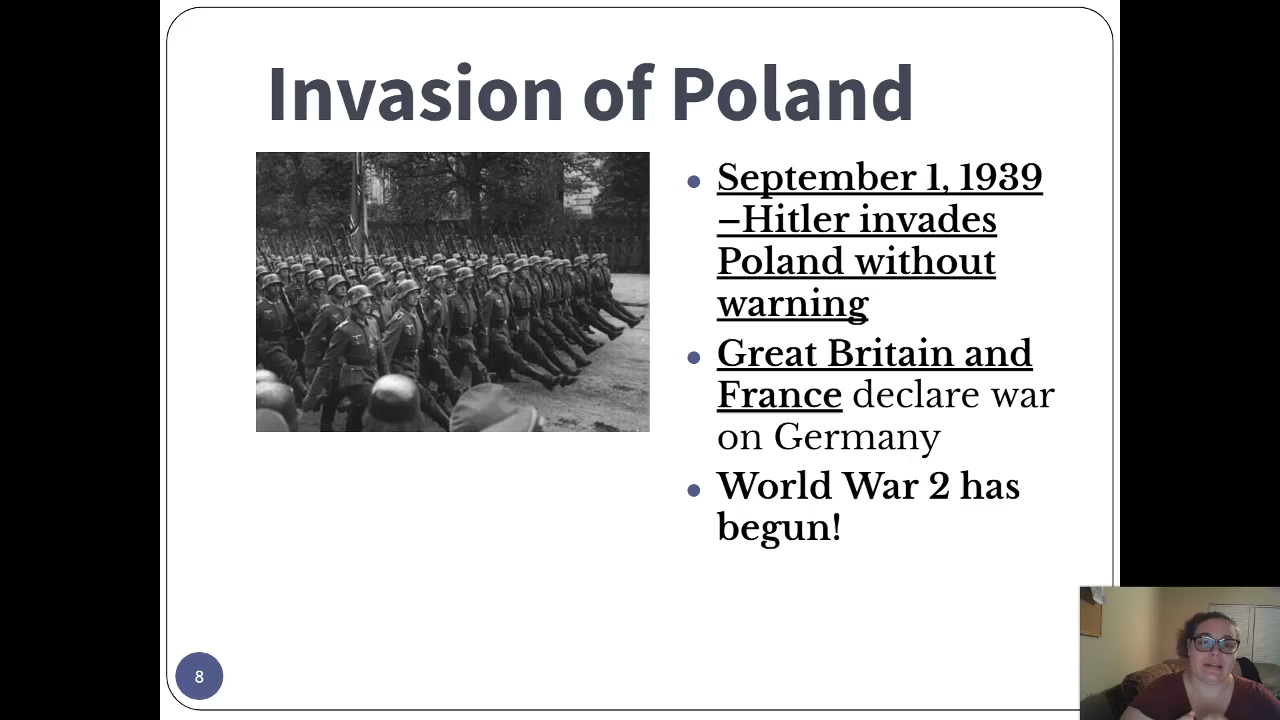 Invasion of Poland
September 1, 1939
–Hitler invades
Poland without
warning
Great Britain and
France declare war
on Germany
World War 2 has
begun!
8